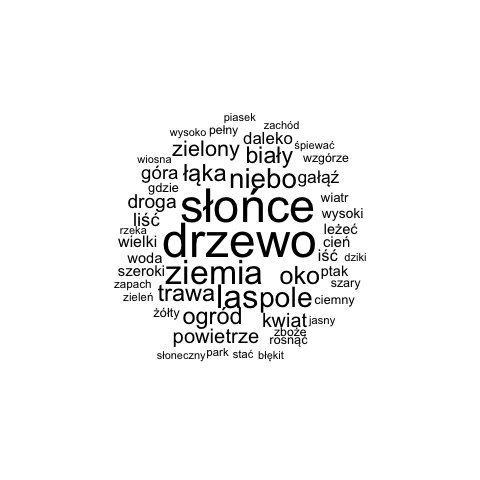 piasek
wysoko pełny zachód
daleko
zielony biały śpiewać
wiosna wzgórze
góra łąka niebo gałąź
gdzie
droga słońce wiatr
liść wysoki
rzeka drzewo leżeć
wielki cień
woda iść dziki
szeroki ziemia oko ptak
zapach szary
zieleń trawa las pole ciemny
żółty ogród kwiat jasny
powietrze zboże
rosnąć
słoneczny park stać błękit